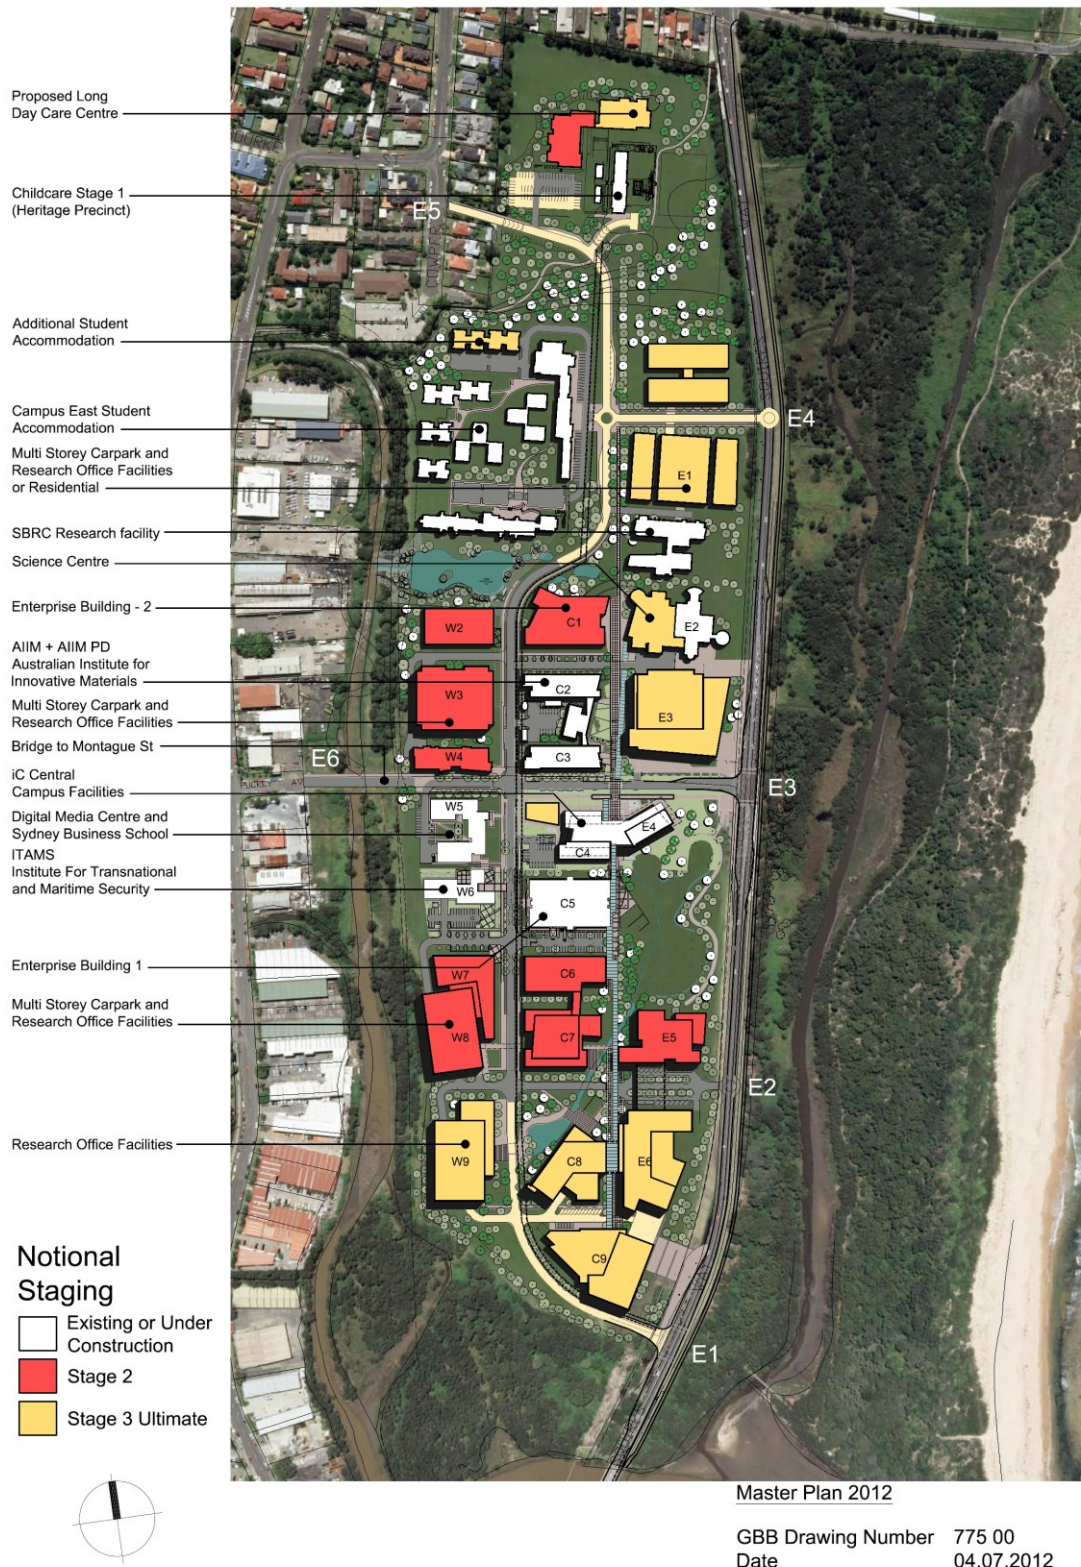 Proposed Long
Day Care Centre
Childcare Stage 1
(Heritage Precinct)
E5
Additional Student
Accommodation
Campus East Student
Accommodation
E4
Multi Storey Carpark and
Research Office Facilities
or Residential
E1
SBRC Research facility
Science Centre
Enterprise Building - 2
W2
C1
E2
AIIM + AIIM PD
Australian Institute for
Innovative Materials
C2
W3
E3
Multi Storey Carpark and
Research Office Facilities
Bridge to Montague St
W4
C3
E6
PUCKEY AV
E3
iC Central
Campus Facilities
W5
E4
Digital Media Centre and
Sydney Business School
C4
ITAMS
Institute For Transnational
and Maritime Security
W6
C5
Enterprise Building 1
W7
C6
Multi Storey Carpark and
Research Office Facilities
W8
C7
E5
E2
Research Office Facilities
W9
C8
E6
C9
E1
Notional
Staging
Existing or Under
Construction
Stage 2
Stage 3 Ultimate
Master Plan 2012
GBB Drawing Number 775 00
Date 04.07.2012